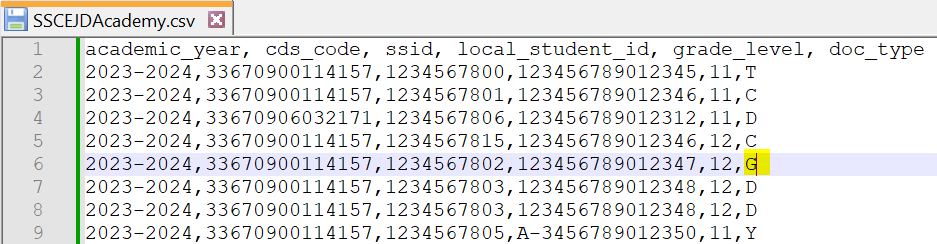 SSCEJDAcademy.csv
1 academic_year, cds_code, ssid, local_student_id, grade_level, doc_type
2 2023-2024,33670900114157,1234567800,123456789012345,11,T
3 2023-2024,33670900114157,1234567801,123456789012346,11,C
4 2023-2024,33670906032171,1234567806,123456789012312,11,D
5 2023-2024,33670900114157,1234567815,123456789012346,12,C
6 2023-2024,33670900114157,1234567802,123456789012347,12,G
7 2023-2024,33670900114157,1234567803,123456789012348,12,D
8 2023-2024,33670900114157,1234567803,123456789012348,12,D
9 2023-2024,33670900114157,1234567805,A-3456789012350,11,Y